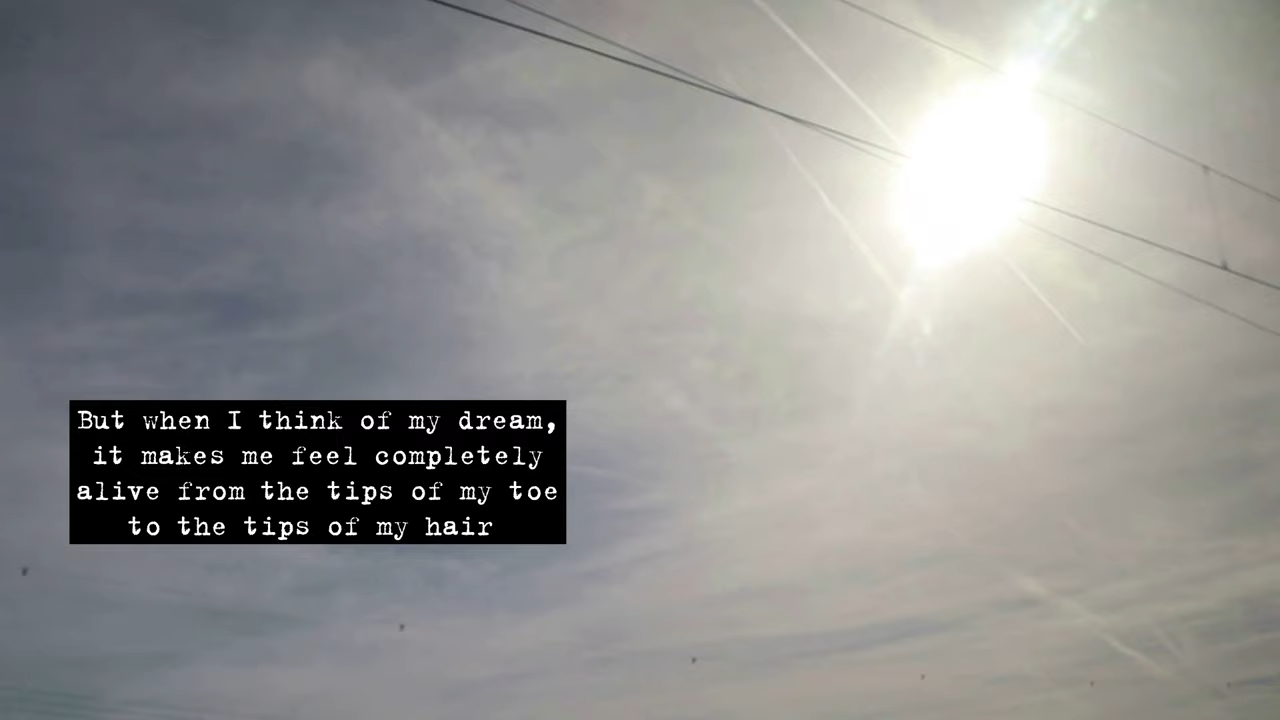 But when I think of my dream,
it makes me feel completely
alive from the tips of my toe
to the tips of my hair